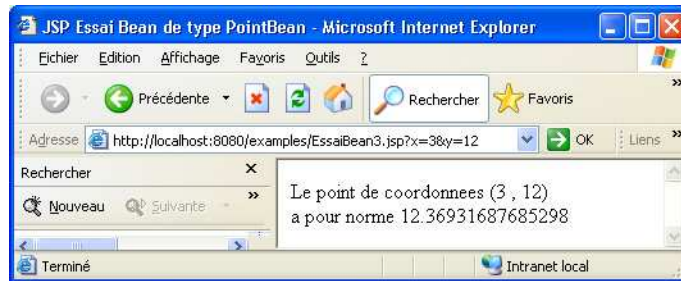 JSP Essai Bean de type PointBean - Microsoft Internet Explorer
Fichier Edition Affichage Favoris Outils ?
Précédente Rechercher Favoris »
Adresse http://localhost:8080/examples/EssaiBean3.jsp?x=3&y=12 OK Liens »
Rechercher x
Nouveau Suivante »
Le point de coordonnees (3 , 12)
a pour norme 12.36931687685298
Terminé Intranet local